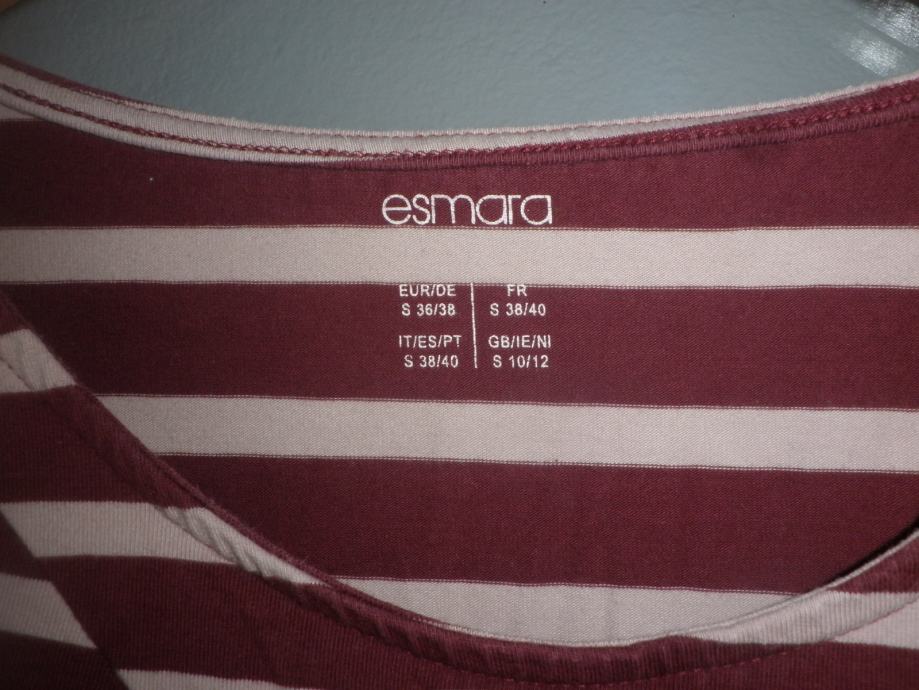 esmara
EUR/DE
S 36/38
FR
S 38/40
IT/ES/PT
S 38/40
GB/IE/NI
S 10/12